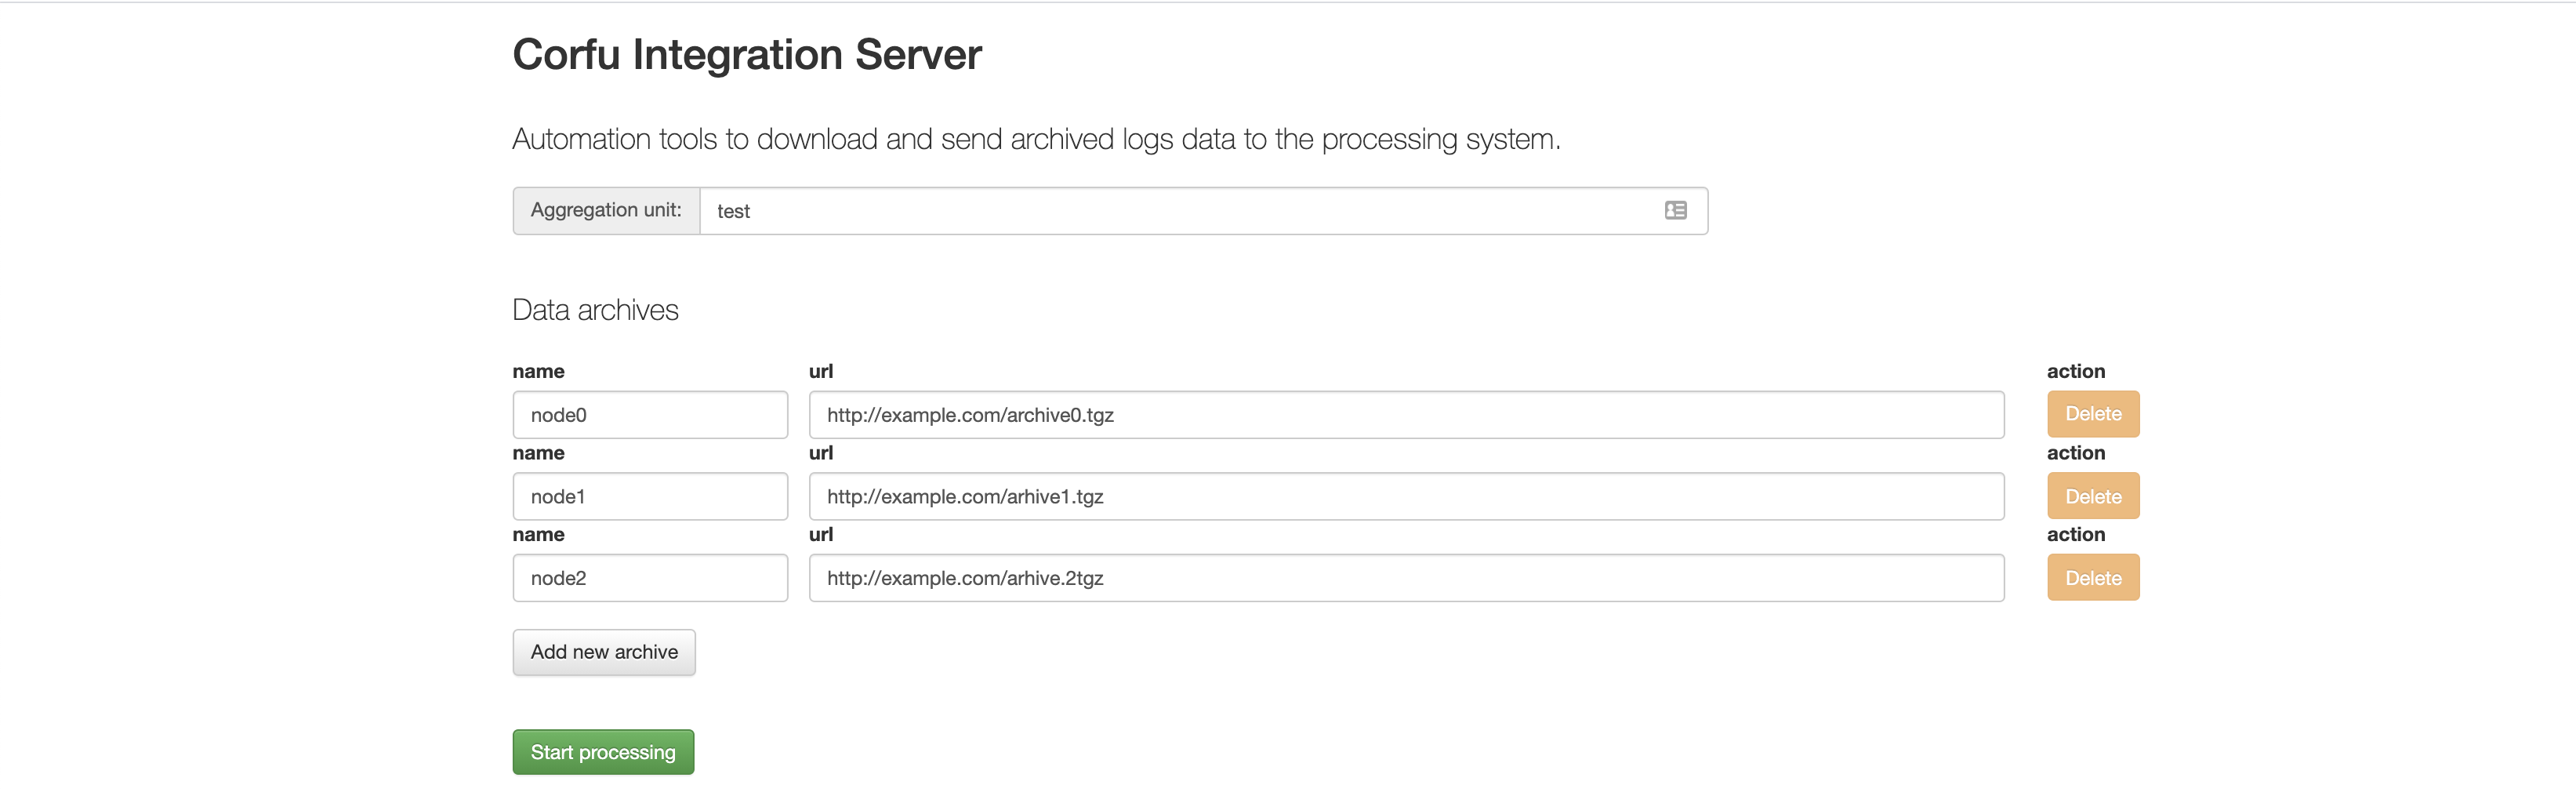 Corfu Integration Server
Automation tools to download and send archived logs data to the processing system.
Aggregation unit: test
Data archives
name url action
node0 http://example.com/archive0.tgz Delete
name url action
node1 http://example.com/arhive1.tgz Delete
name url action
node2 http://example.com/arhive.2tgz Delete
Add new archive
Start processing